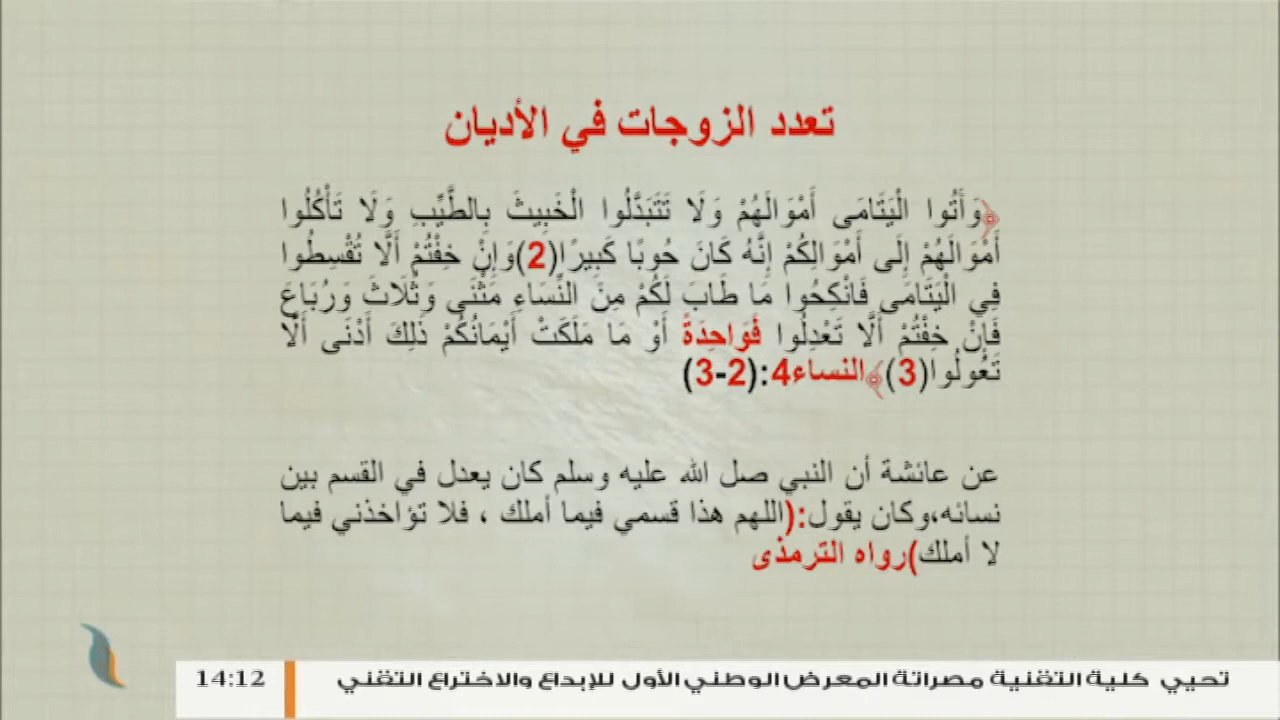 تعدد الزوجات في الأديان
﴿وَأَتُوا الْيَتَامَى أَمْوَالَهُمْ وَلَا تَتَبَدَّلُوا الْخَبِيثَ بِالطَّيِّبِ وَلَا تَأْكُلُوا
أَمْوَالَهُمْ إِلَى أَمْوَالِكُمْ إِنَّهُ كَانَ حُوبًا كَبِيرًا(2)وَإِنْ خِفْتُمْ أَلَّا تُقْسِطُوا
فِي الْيَتَامَى فَانْكِحُوا مَا طَابَ لَكُمْ مِنَ النِّسَاءِ مَثْنَى وَثُلَاثَ وَرُبَاعَ
فَإِنْ خِفْتُمْ أَلَّا تَعْدِلُوا فَوَاحِدَةً أَوْ مَا مَلَكَتْ أَيْمَانُكُمْ ذَلِكَ أَدْنَى أَلَّا
تَعُولُوا(3)﴾النساء4:(2-3)
عن عائشة أن النبي صل الله عليه وسلم كان يعدل في القسم بين
نسائه،وكان يقول:(اللهم هذا قسمي فيما أملك ، فلا تؤاخذني فيما
لا أملك)رواه الترمذى
تحيي كلية التقنية مصراتة المعرض الوطني الأول للإبداع والاختراع التقني
14:12